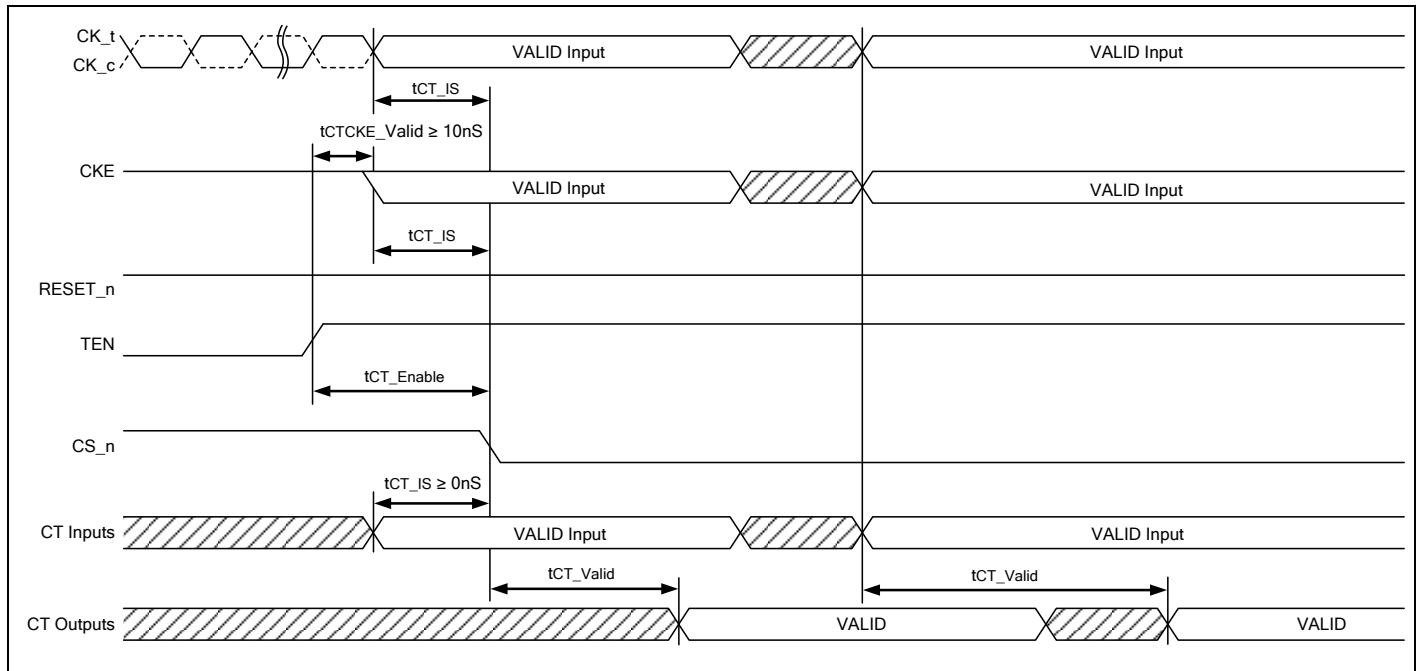 CK_t
CK_c
VALID Input
VALID Input
tCT_IS
tCTCKE_Valid ≥ 10nS
CKE
VALID Input
VALID Input
tCT_IS
RESET_n
TEN
tCT_Enable
CS_n
tCT_IS ≥ 0nS
CT Inputs
VALID Input
VALID Input
tCT_Valid
tCT_Valid
CT Outputs
VALID
VALID